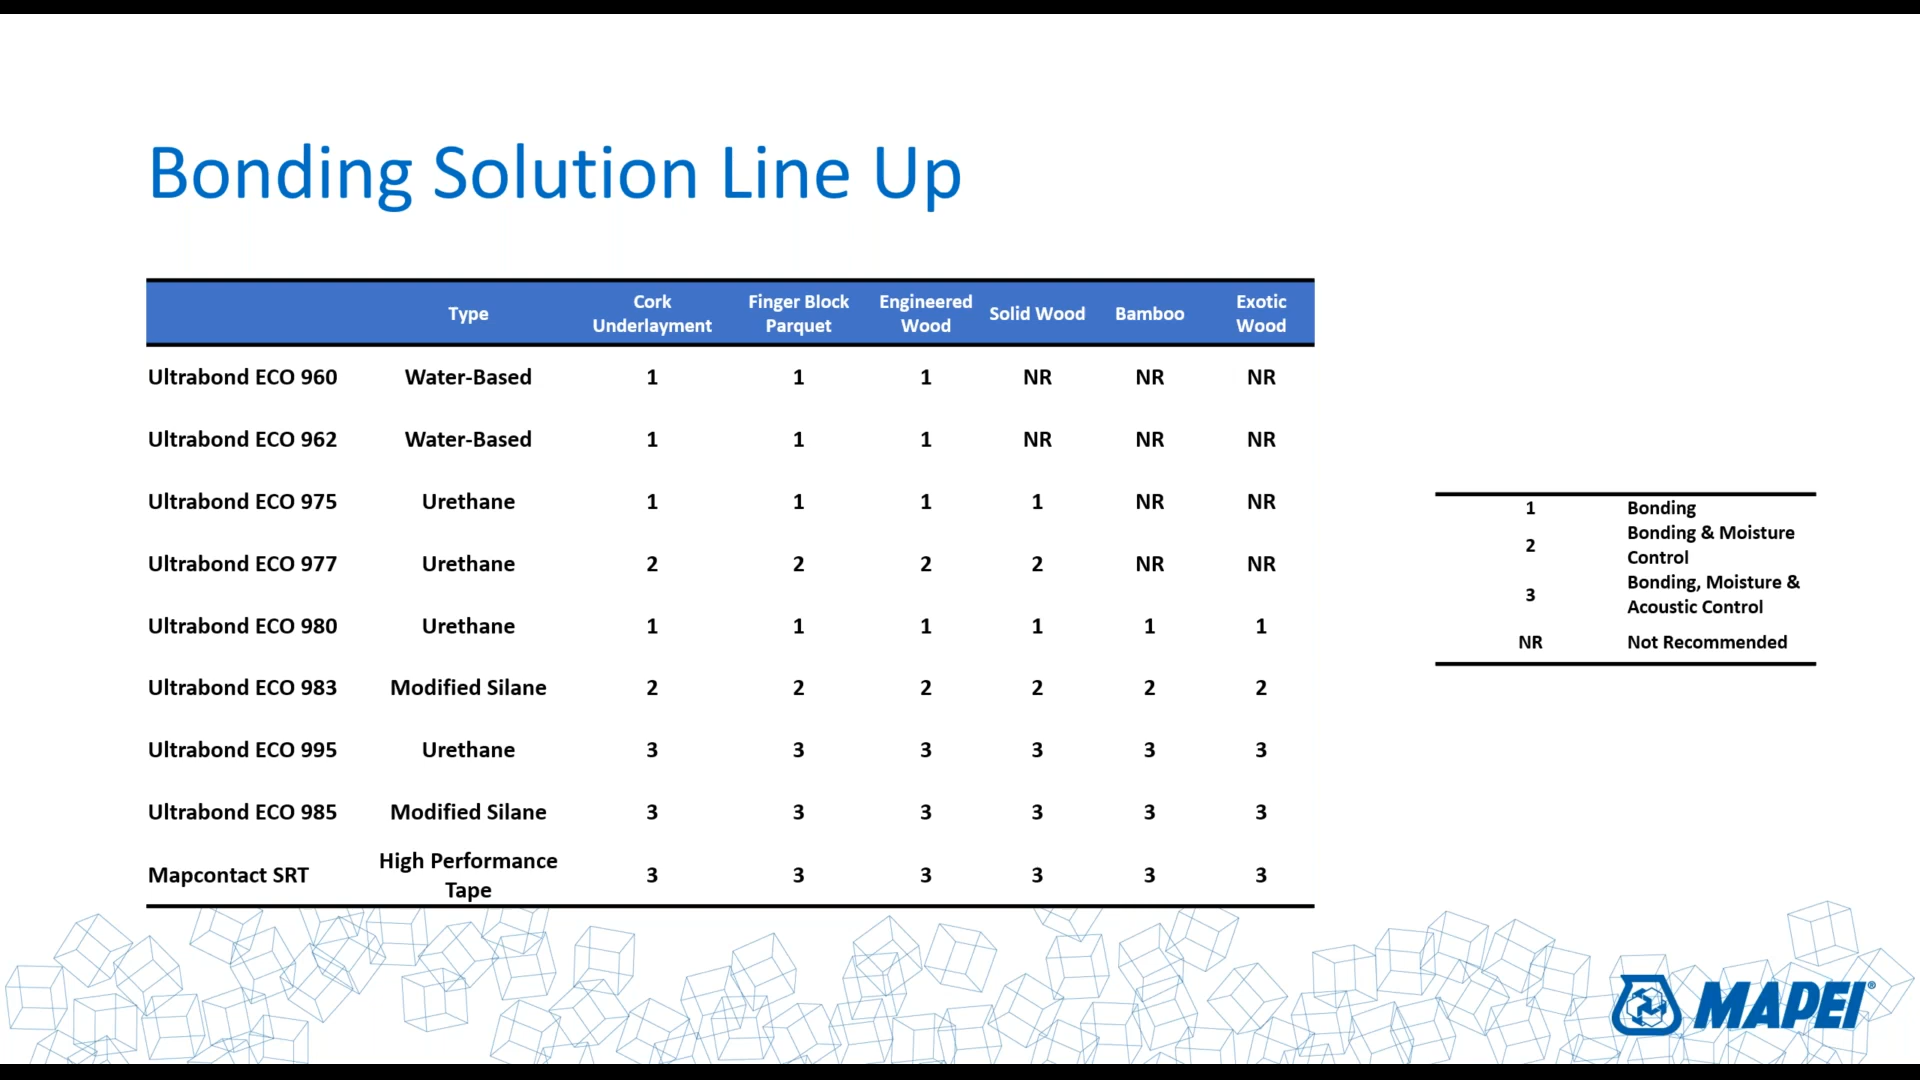 Bonding Solution Line Up
Type Cork Underlayment Finger Block Parquet Engineered Wood Solid Wood Bamboo Exotic Wood
Ultrabond ECO 960 Water-Based 1 1 1 NR NR NR
Ultrabond ECO 962 Water-Based 1 1 1 NR NR NR
Ultrabond ECO 975 Urethane 1 1 1 1 NR NR
Ultrabond ECO 977 Urethane 2 2 2 2 NR NR
Ultrabond ECO 980 Urethane 1 1 1 1 1 1
Ultrabond ECO 983 Modified Silane 2 2 2 2 2 2
Ultrabond ECO 995 Urethane 3 3 3 3 3 3
Ultrabond ECO 985 Modified Silane 3 3 3 3 3 3
Mapcontact SRT High Performance Tape 3 3 3 3 3 3
1 Bonding
2 Bonding & Moisture Control
3 Bonding, Moisture & Acoustic Control
NR Not Recommended
MAPEI®